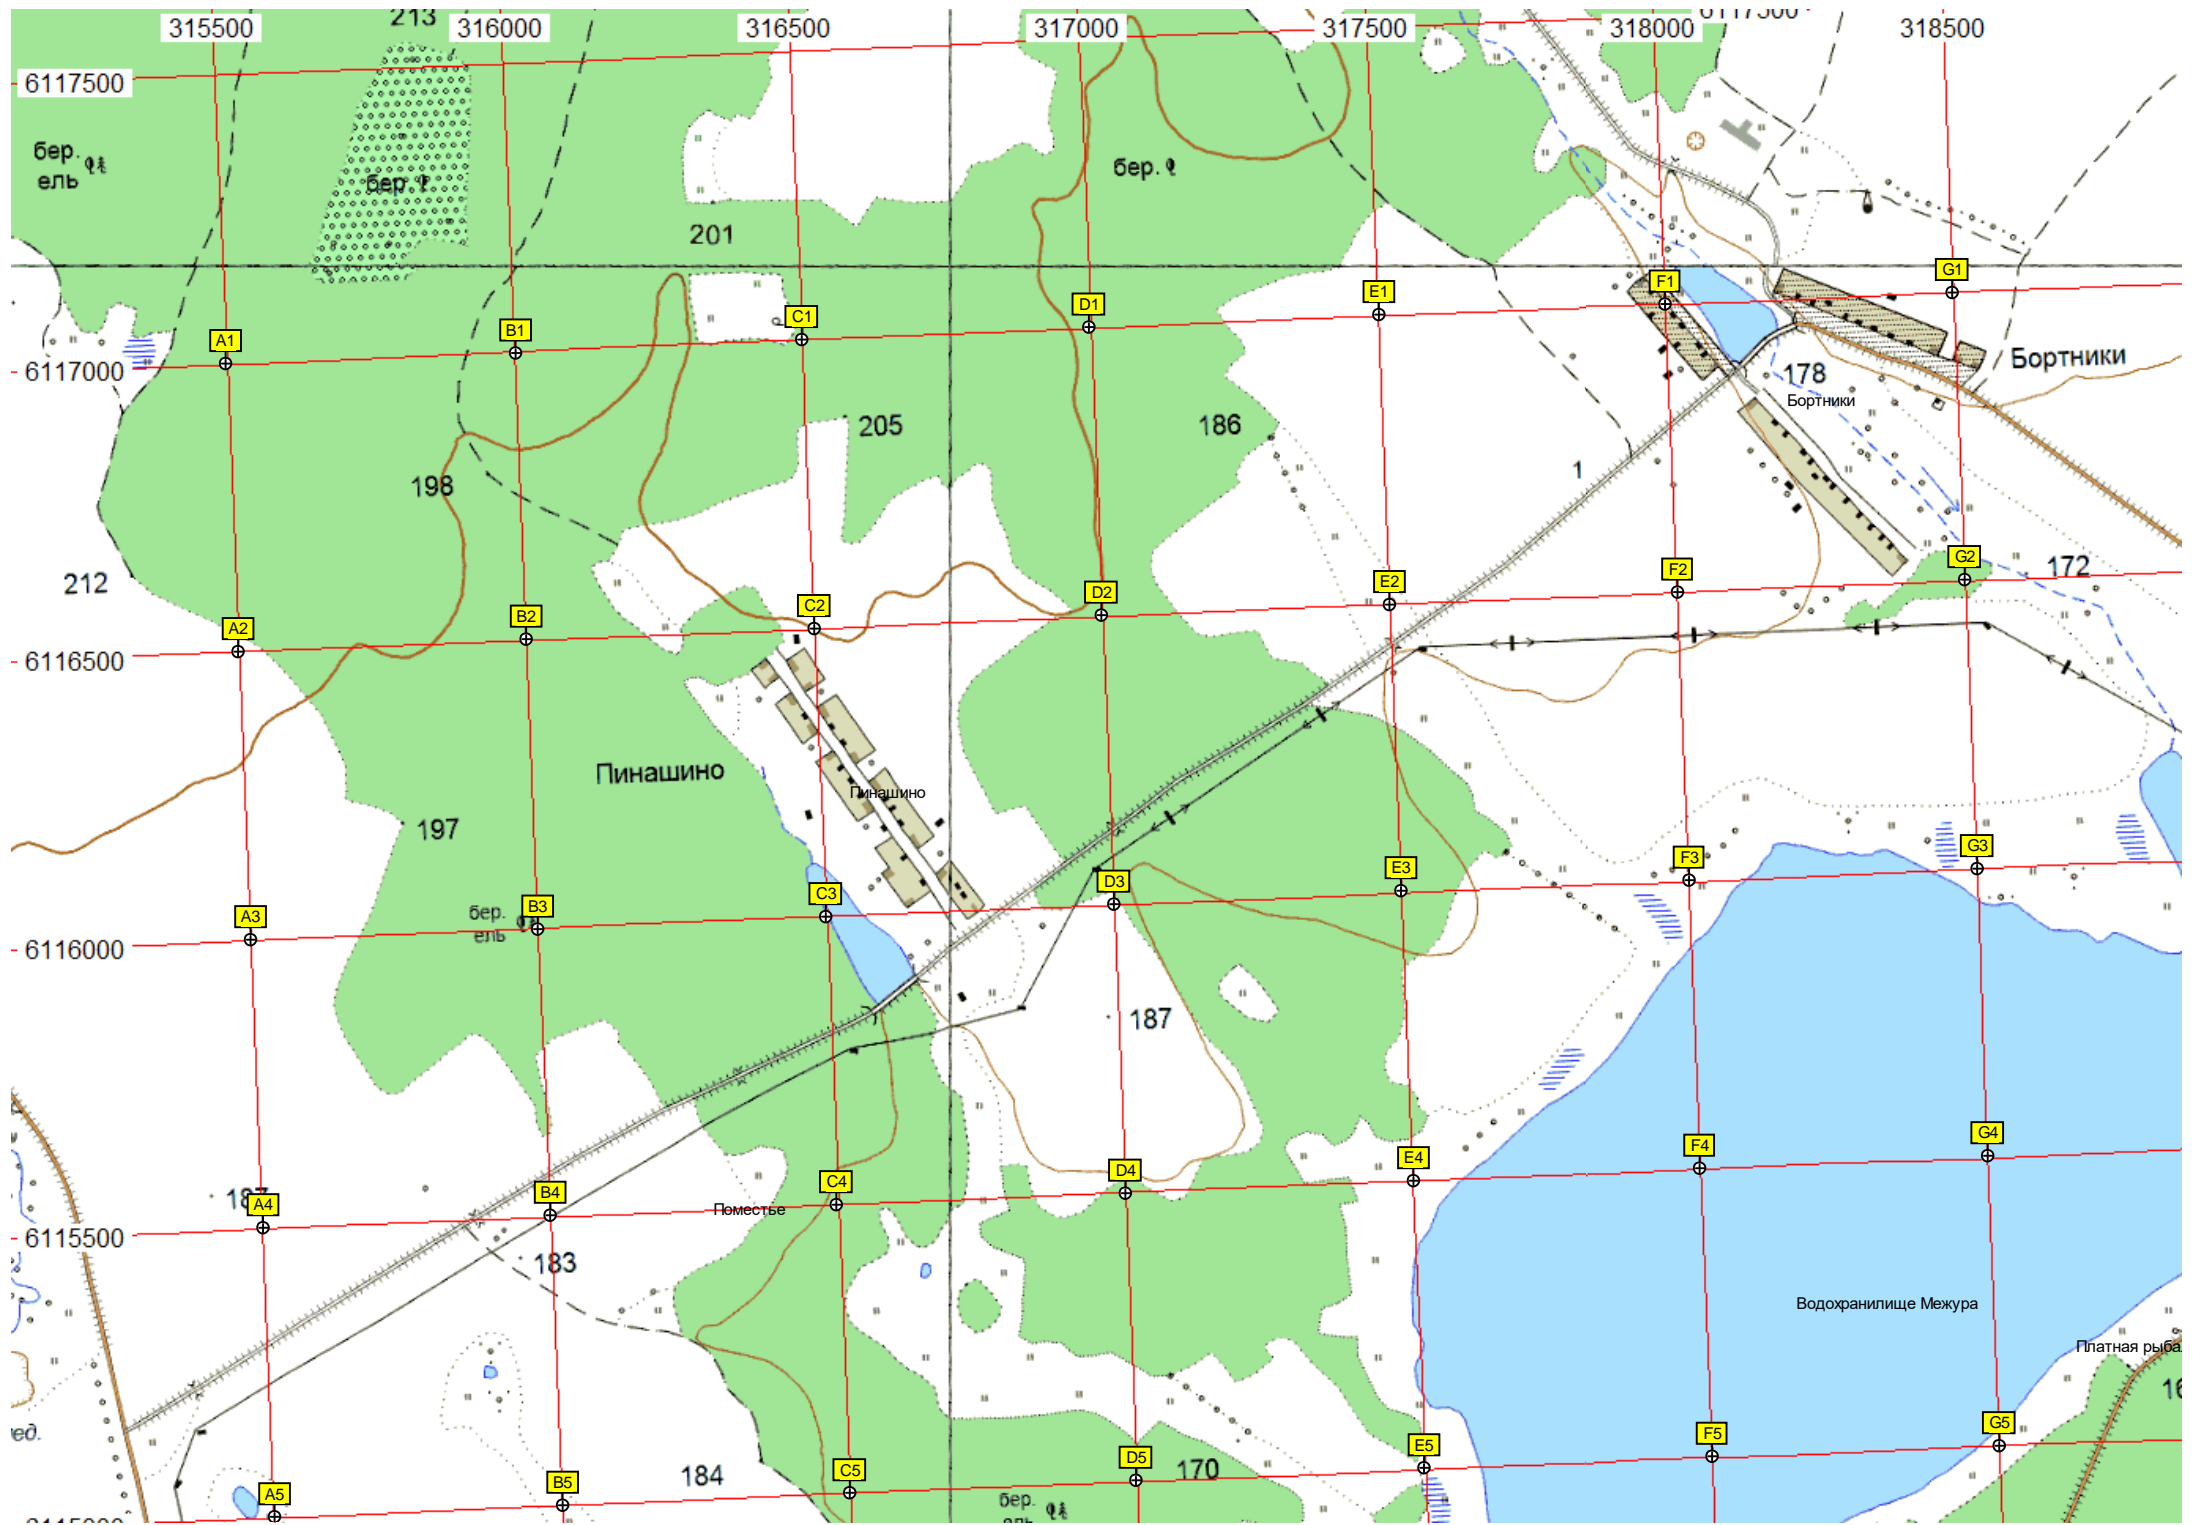 213
315500 316000 316500 317000 317500 318000 318500
6117500
бер.
ель
бер.
бер.
201
A1 B1 C1 D1 E1 F1 G1
6117000
Бортники
178
Бортники
205
186
198
1
212
172
A2 B2 C2 D2 E2 F2 G2
6116500
Пинашино
Пинашино
197
A3 B3 C3 D3 E3 F3 G3
бер.
ель
6116000
187
187
A4 B4 C4 D4 E4 F4 G4
Поместье
6115500
183
Водохранилище Межура
Платная рыба
16
ед.
184
170
A5 B5 C5 D5 E5 F5 G5
бер.